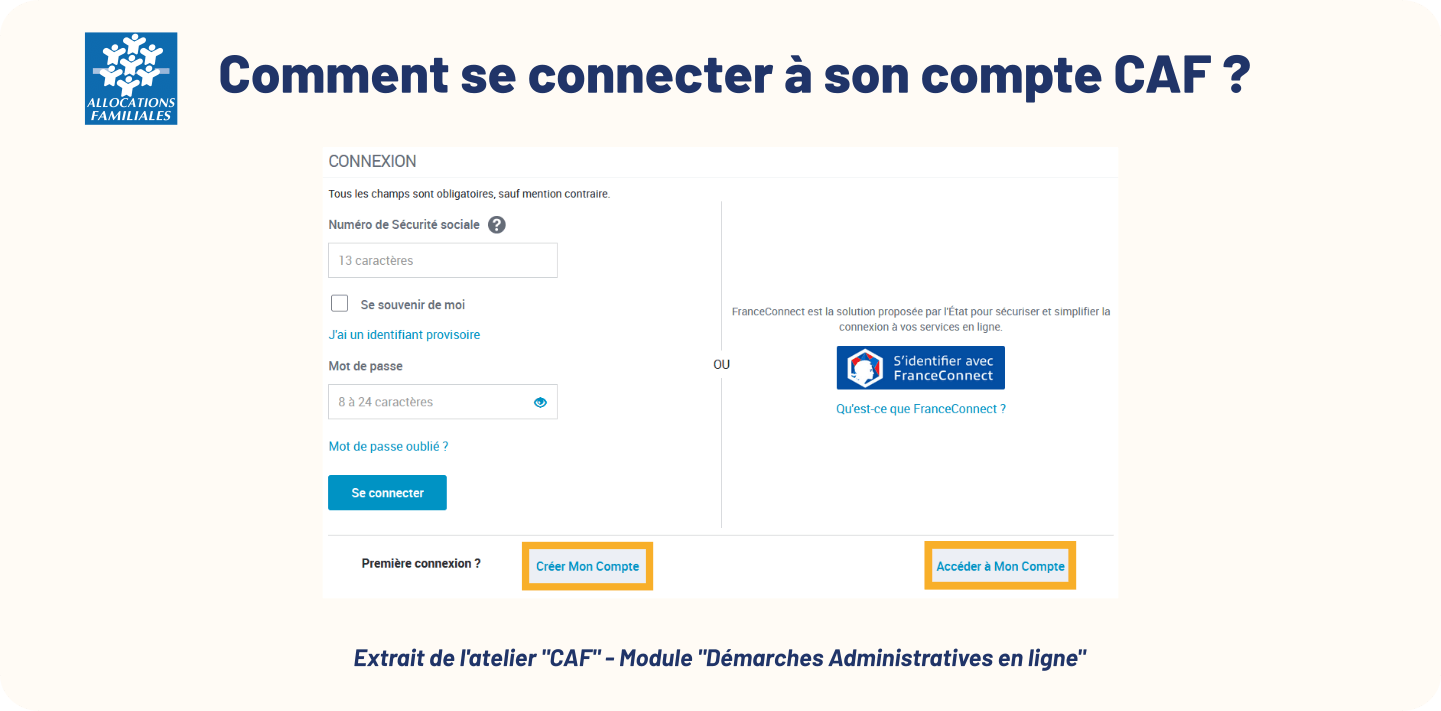 ALLOCATIONS
FAMILIALES
Comment se connecter à son compte CAF ?
CONNEXION
Tous les champs sont obligatoires, sauf mention contraire.
Numéro de Sécurité sociale ?
13 caractères
Se souvenir de moi
J'ai un identifiant provisoire
Mot de passe
8 à 24 caractères
Mot de passe oublié ?
Se connecter
OU
FranceConnect est la solution proposée par l'État pour sécuriser et simplifier la
connexion à vos services en ligne.
S'identifier avec
FranceConnect
Qu'est-ce que FranceConnect ?
Première connexion ?
Créer Mon Compte
Accéder à Mon Compte
Extrait de l'atelier "CAF" - Module "Démarches Administratives en ligne"